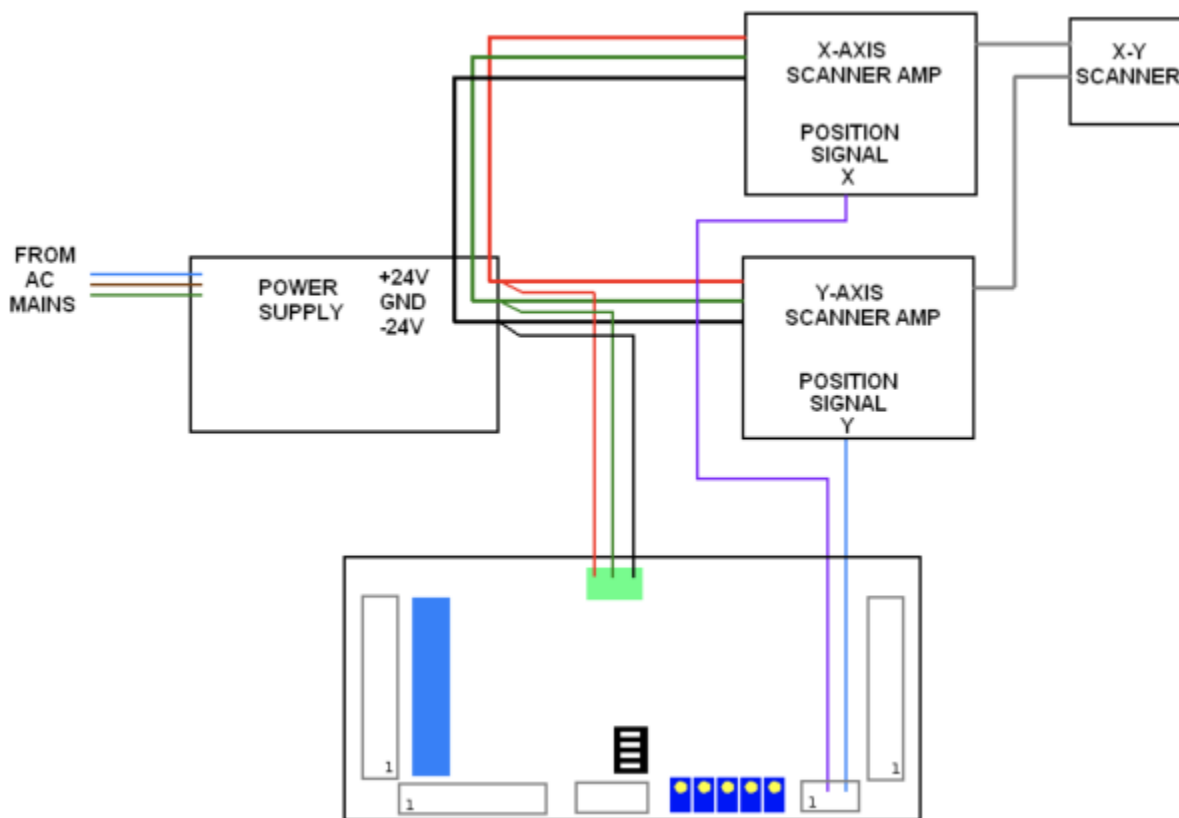 X-AXIS
SCANNER AMP
POSITION
SIGNAL
X
X-Y
SCANNER
FROM
AC
MAINS
POWER
SUPPLY
+24V
GND
-24V
Y-AXIS
SCANNER AMP
POSITION
SIGNAL
Y
1
1
1
1